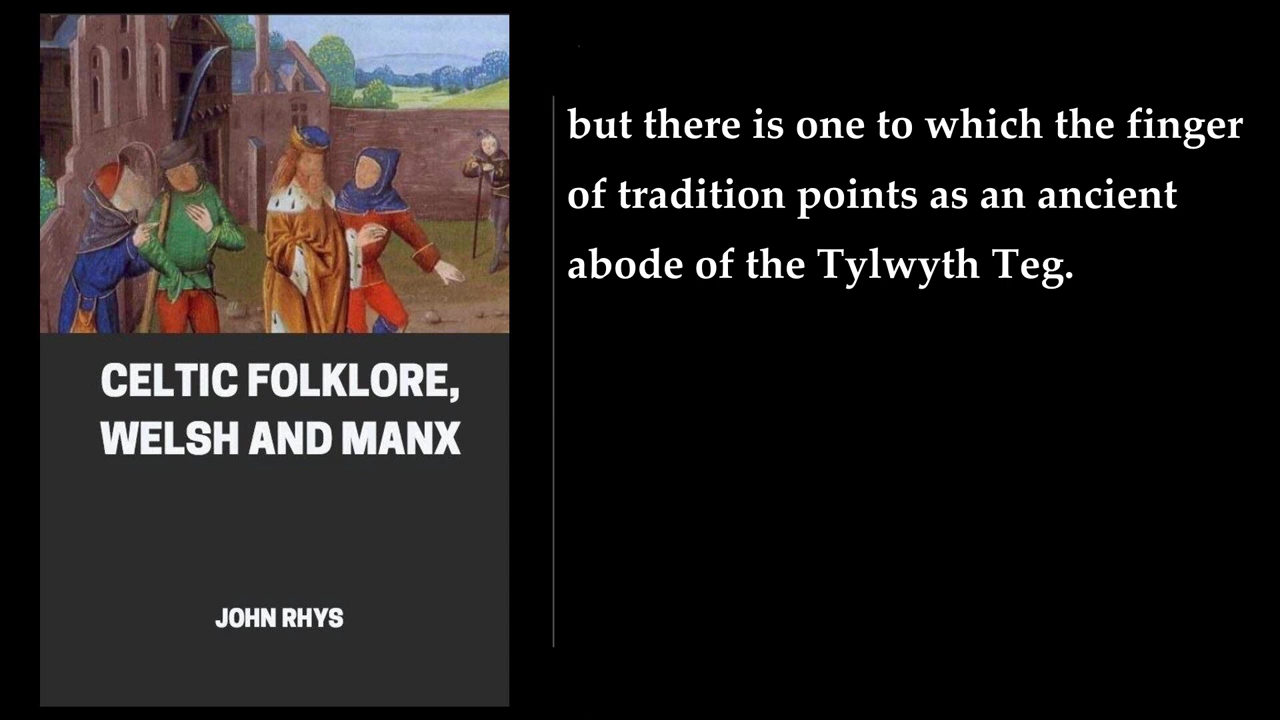 CELTIC FOLKLORE,
WELSH AND MANX
JOHN RHYS
but there is one to which the finger
of tradition points as an ancient
abode of the Tylwyth Teg.